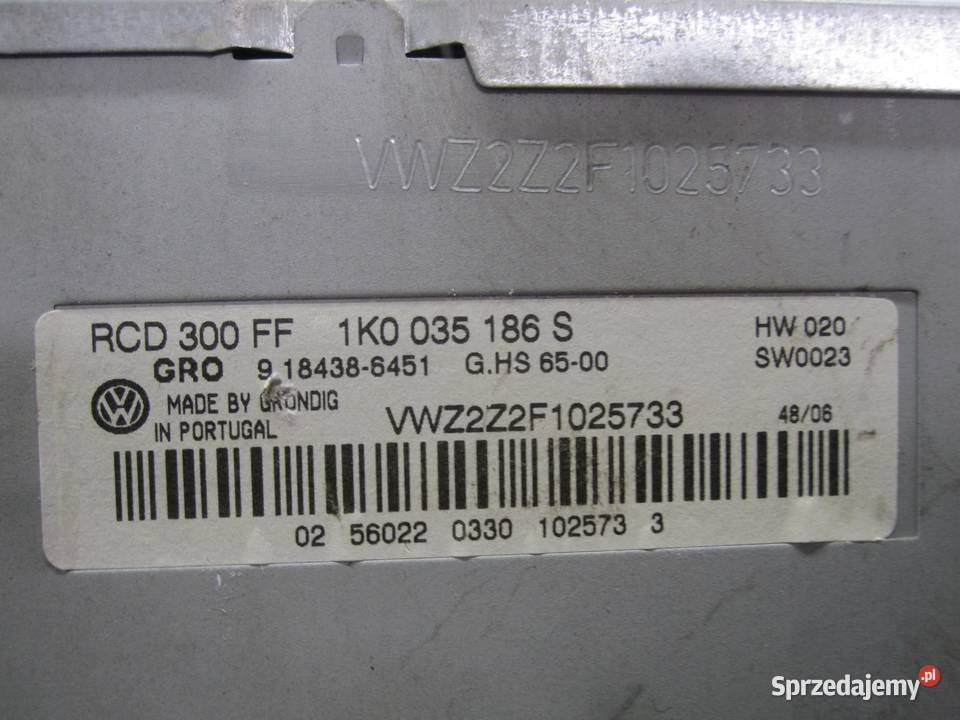 VWZ2Z2F1025733
RCD 300 FF 1K0 035 186 S HW 020
GRO 9 18438-6451 G.HS 65-00 SW0023
MADE BY GRUNDIG
IN PORTUGAL VWZ2Z2F1025733 48/06
02 56022 0330 102573 3
Sprzedajemy.pl